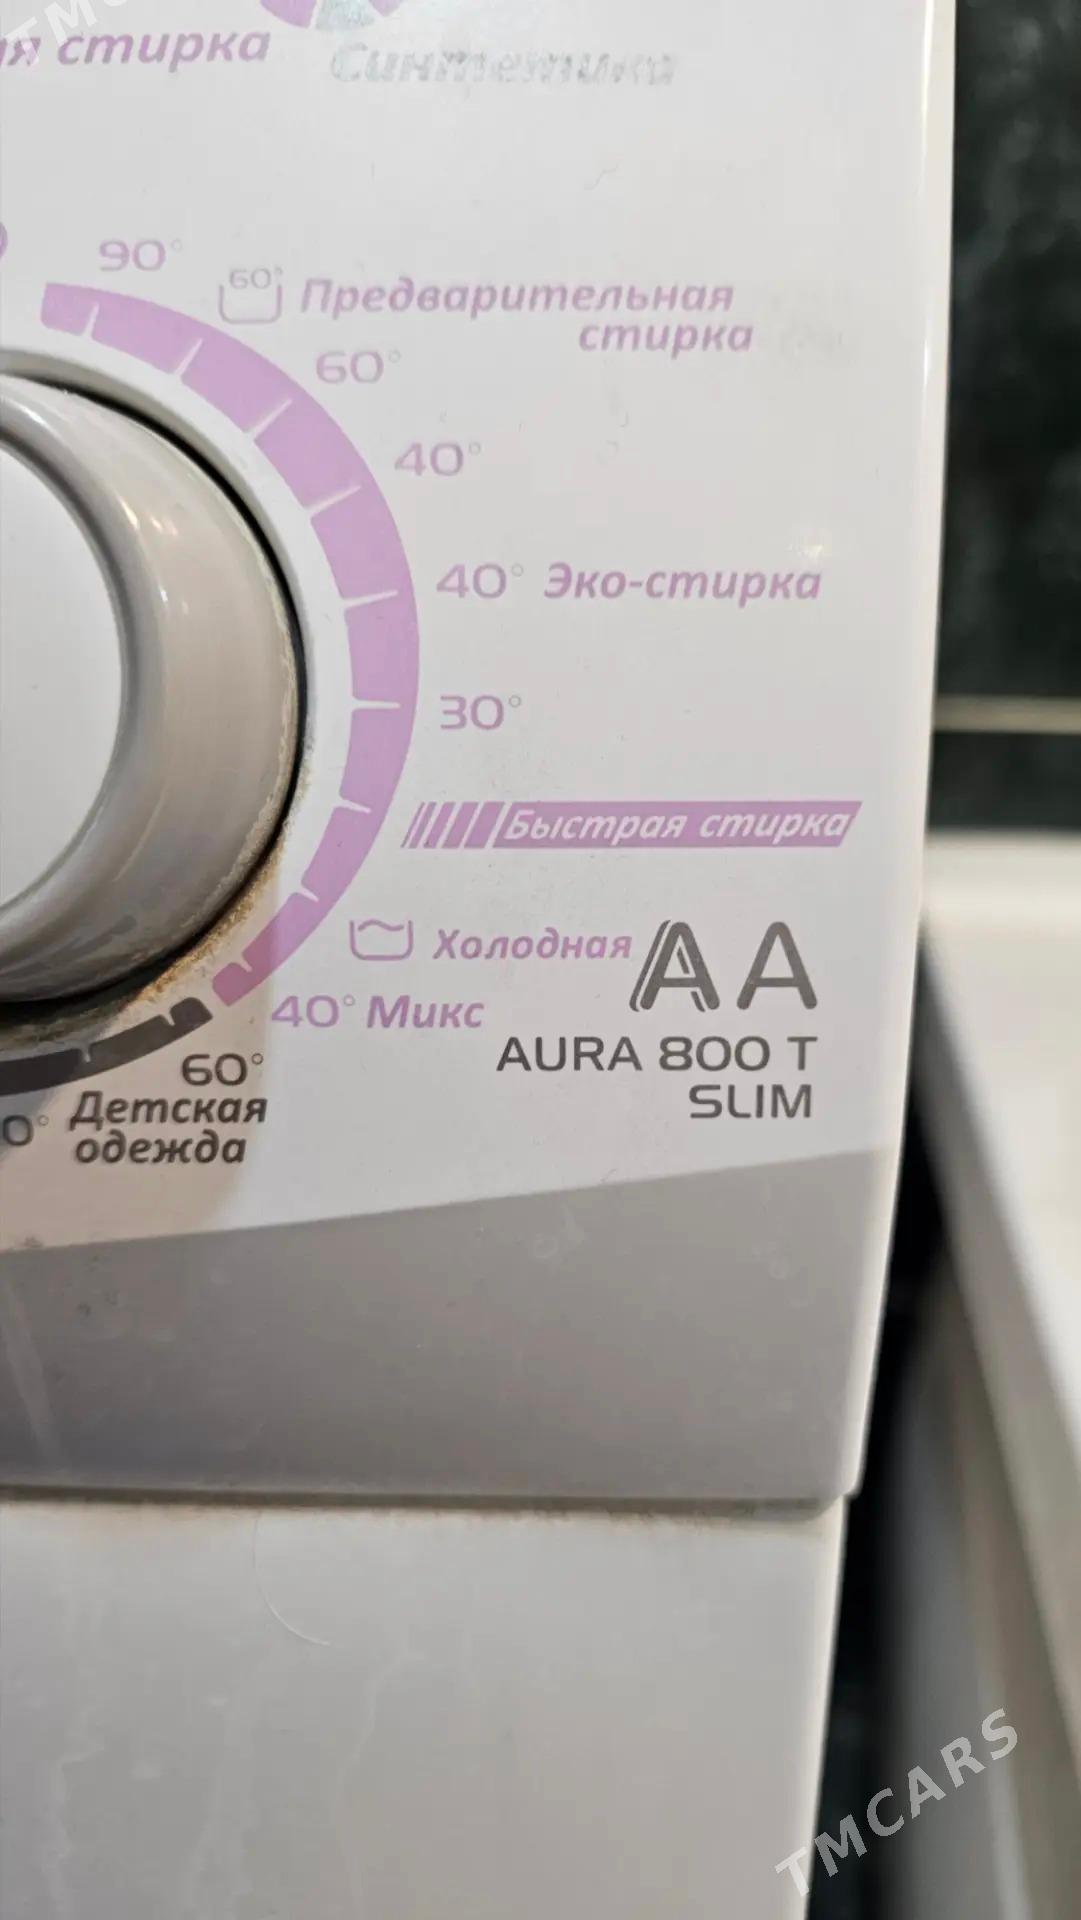 стирка
Синтетика
90°
60° Предварительная
стирка
60°
40°
40° Эко-стирка
30°
Быстрая стирка
Холодная
AA
40° Микс
AURA 800 T
SLIM
60°
Детская
одежда
TMCARS